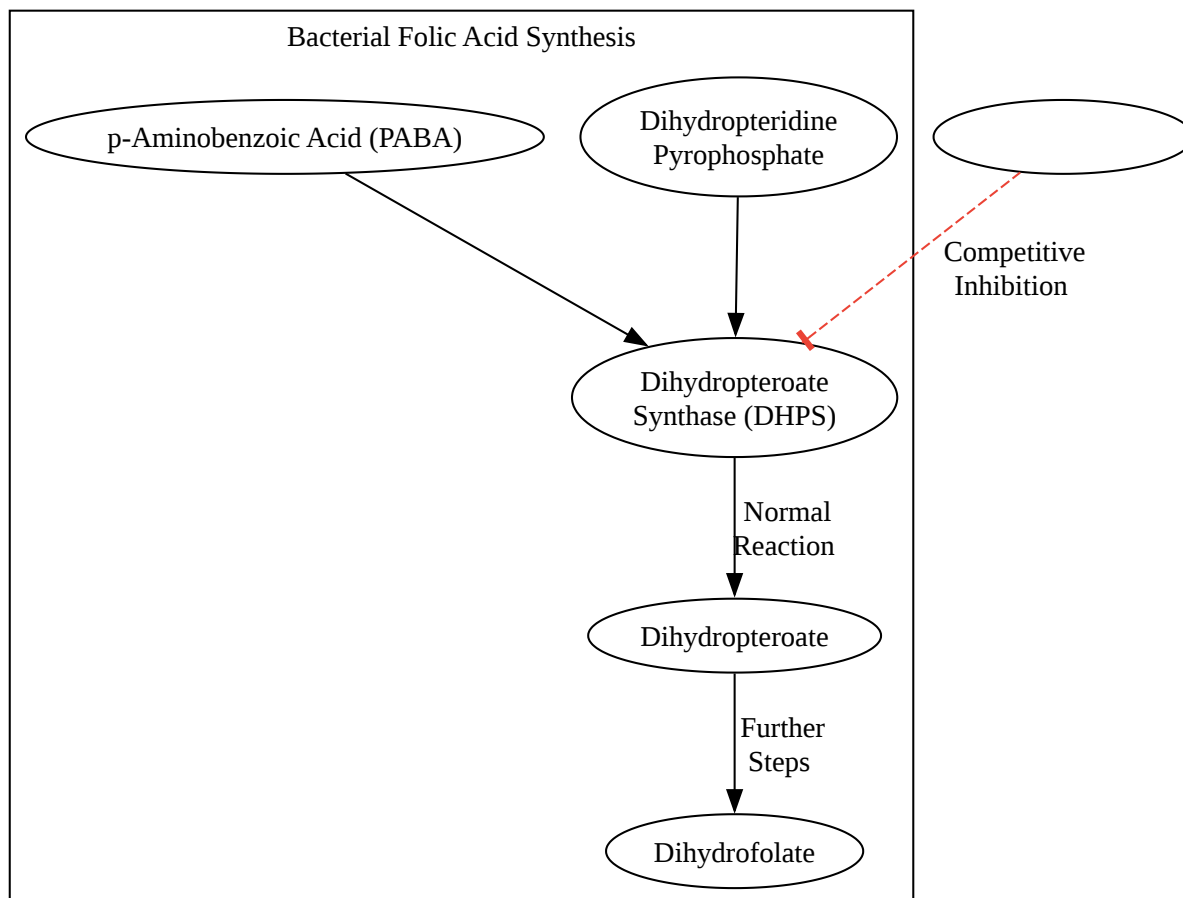 Bacterial Folic Acid Synthesis
p-Aminobenzoic Acid (PABA)
Dihydropteridine
Pyrophosphate
Competitive
Inhibition
Dihydropteroate
Synthase (DHPS)
Normal
Reaction
Dihydropteroate
Further
Steps
Dihydrofolate